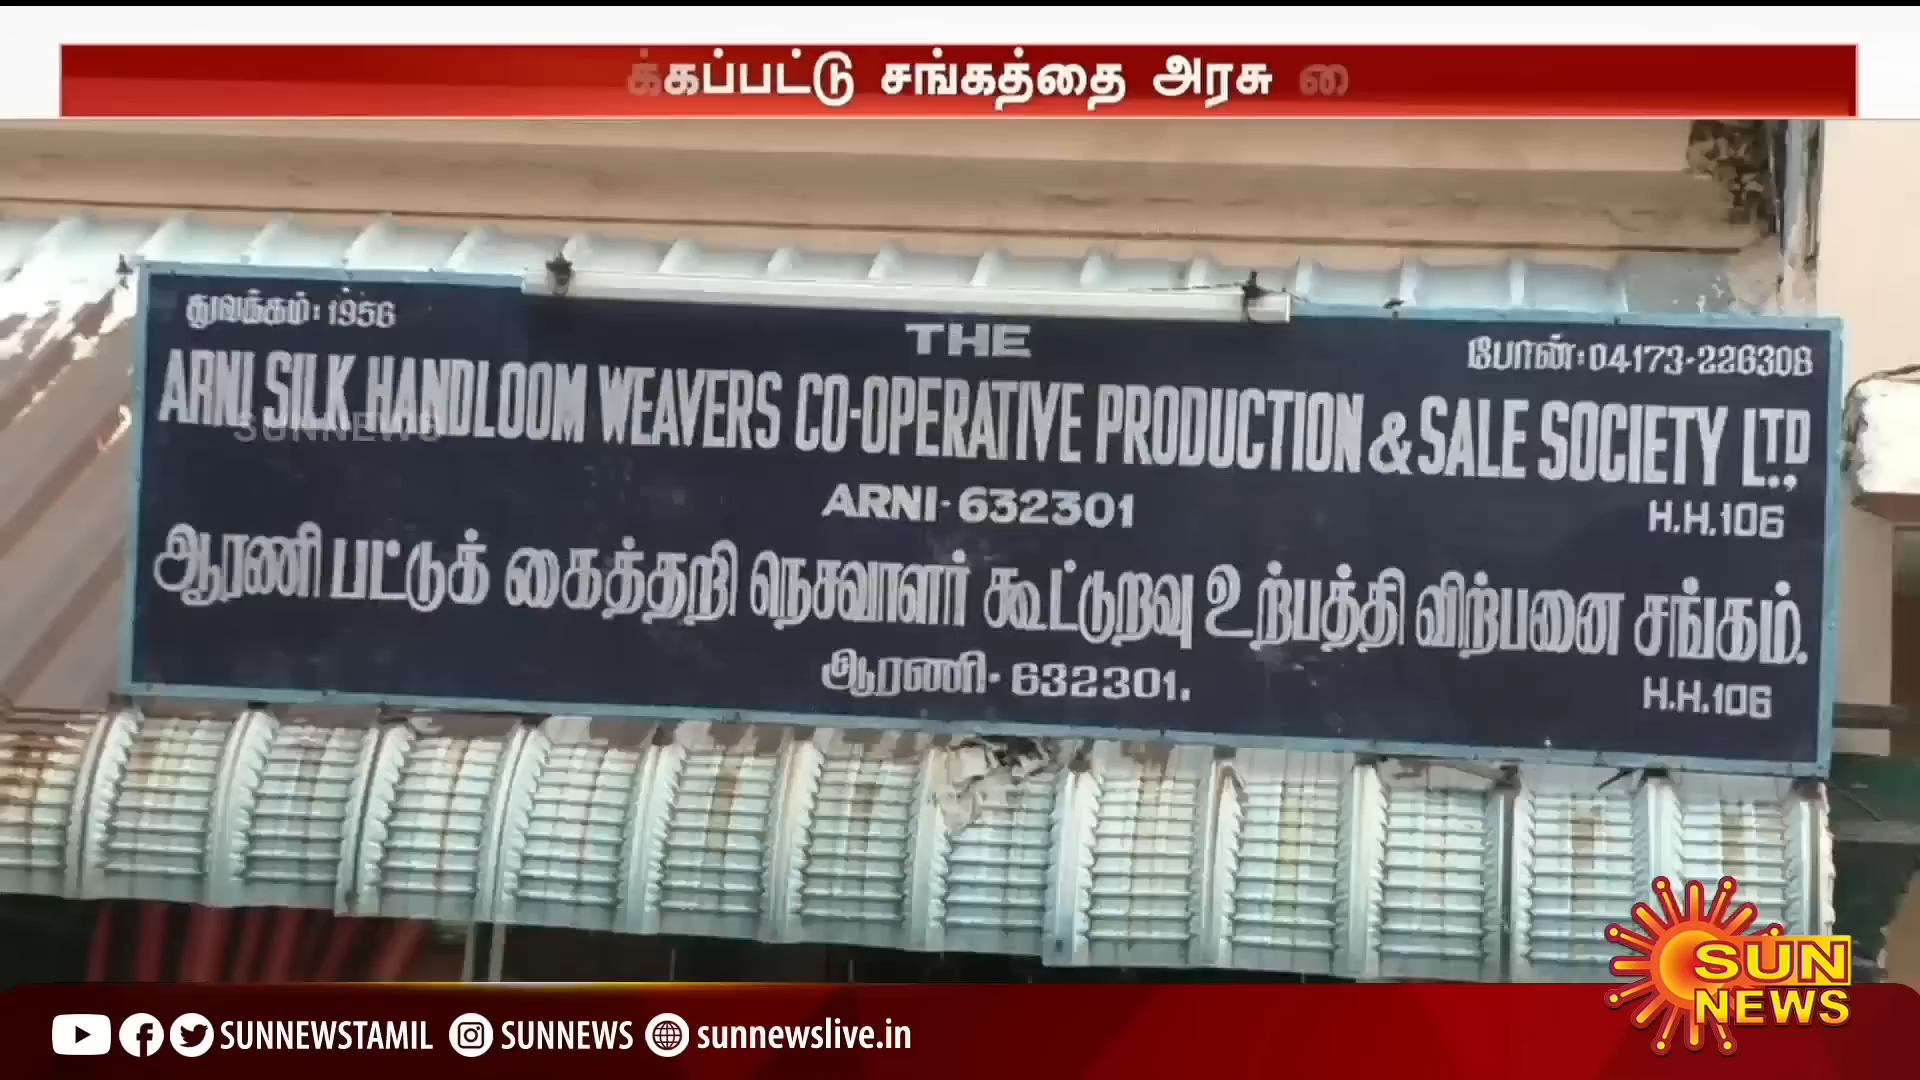 க்கப்பட்டு சங்கத்தை அரசு
துவக்கம்: 1956
THE
போன்: 04173-226308
ARNI SILK HANDLOOM WEAVERS CO-OPERATIVE PRODUCTION & SALE SOCIETY LTD.,
SUNNEWS
ARNI-632301
H.H.106
ஆரணி பட்டுக் கைத்தறி நெசவாளர் கூட்டுறவு உற்பத்தி விற்பனை சங்கம்.
ஆரணி- 632301.
H.H.106
SUN
NEWS
SUNNEWSTAMIL SUNNEWS sunnewslive.in